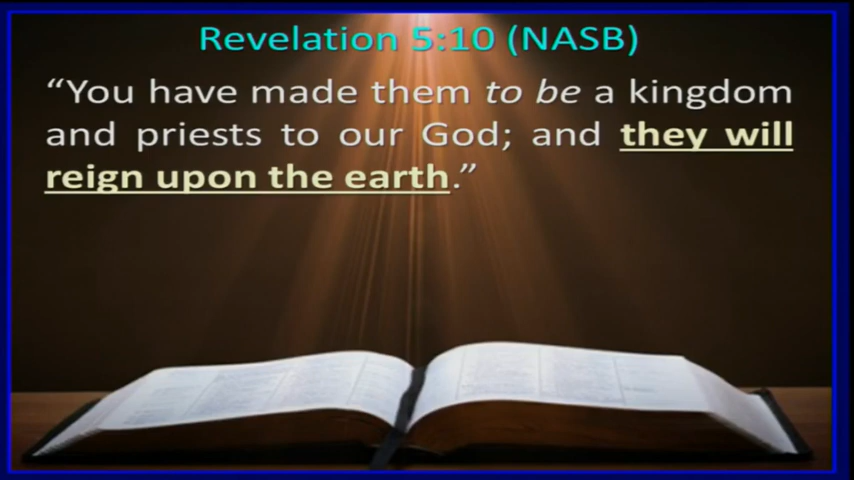 Revelation 5:10 (NASB)
“You have made them to be a kingdom
and priests to our God; and they will
reign upon the earth.”